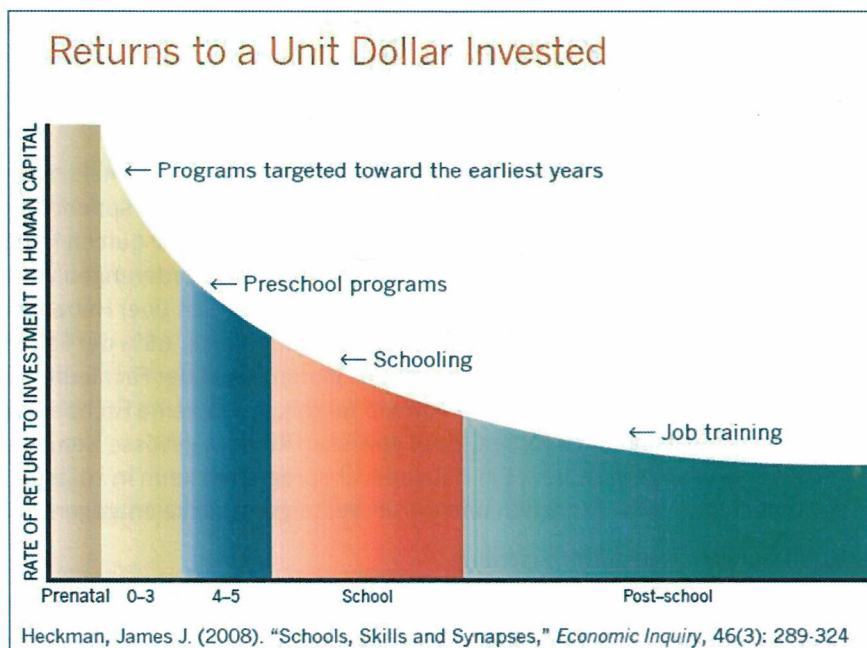 Returns to a Unit Dollar Invested
RATE OF RETURN TO INVESTMENT IN HUMAN CAPITAL
← Programs targeted toward the earliest years
← Preschool programs
← Schooling
← Job training
Prenatal 0–3 4–5 School Post–school
Heckman, James J. (2008). “Schools, Skills and Synapses,” Economic Inquiry, 46(3): 289-324